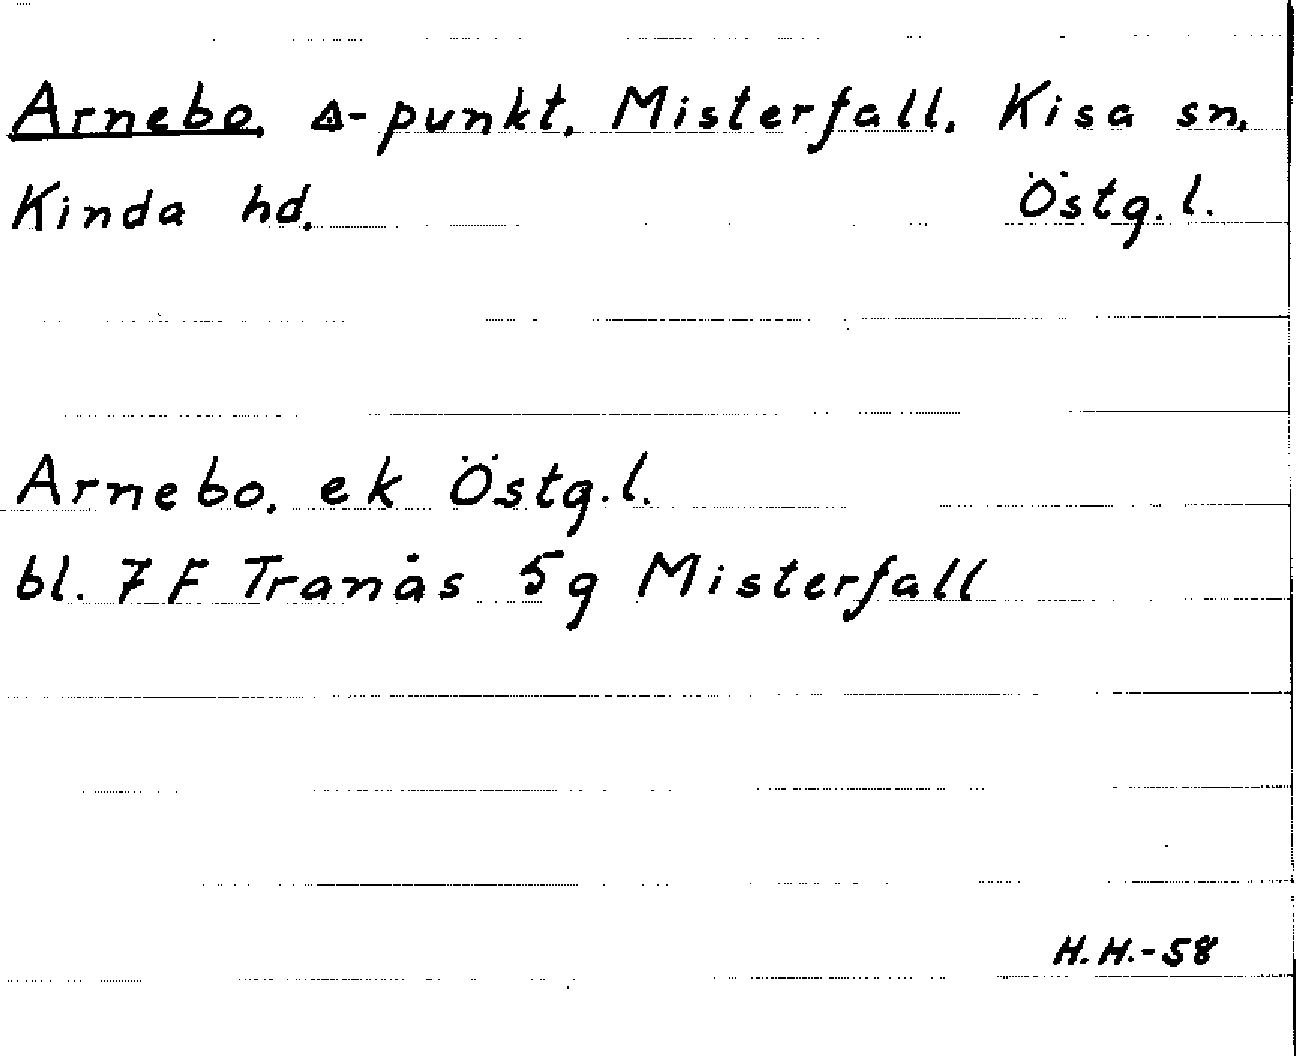 Arnebo, △-punkt, Misterfall, Kisa sn,
Kinda hd. Östg. l.
Arnebo. ek Östg. l.
bl. 7 F Tranås 5g Misterfall
H.H.-58